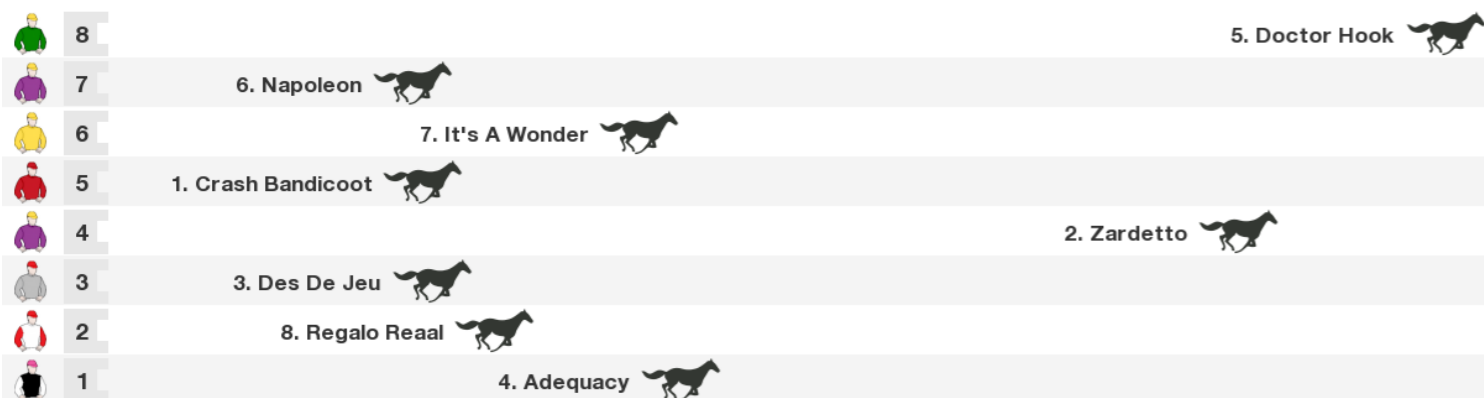 8 5. Doctor Hook
7 6. Napoleon
6 7. It's A Wonder
5 1. Crash Bandicoot
4 2. Zardetto
3 3. Des De Jeu
2 8. Regalo Reaal
1 4. Adequacy